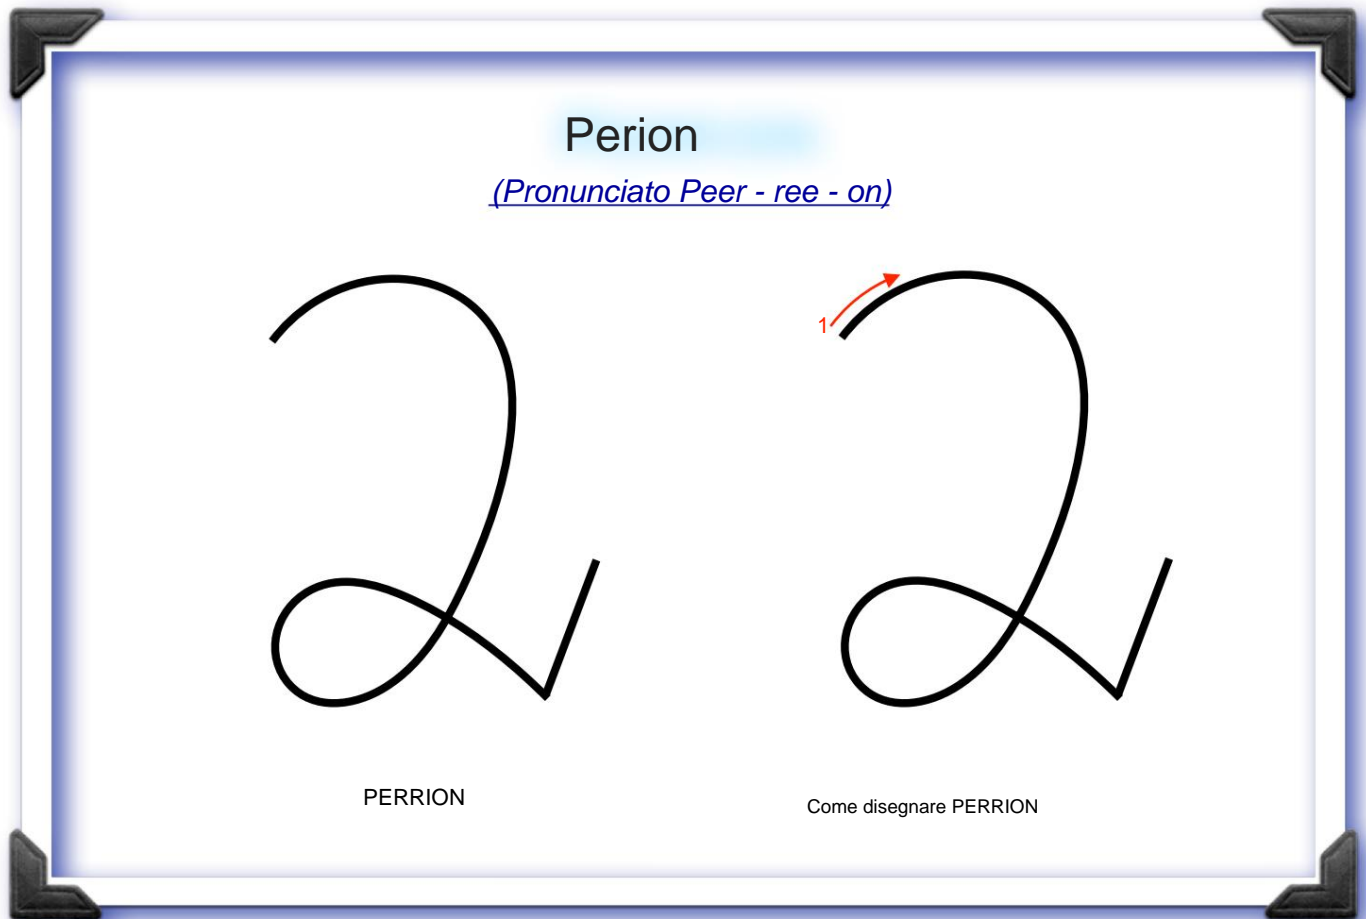 Perion
(Pronunciato Peer - ree - on)
1
PERRION
Come disegnare PERRION